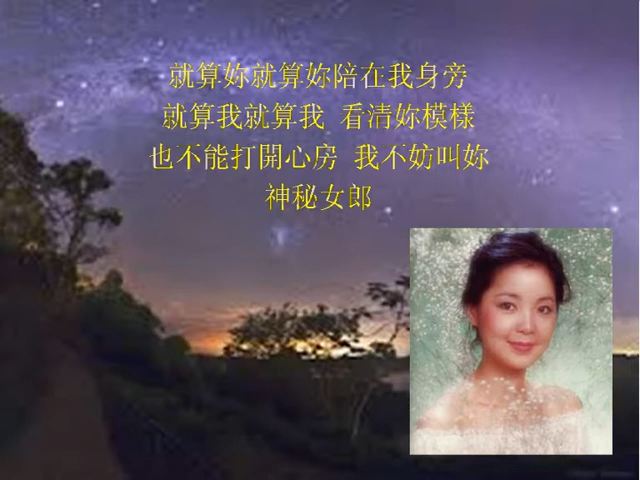 就算妳就算妳陪在我身旁
就算我就算我 看清妳模樣
也不能打開心房 我不妨叫妳
神秘女郎